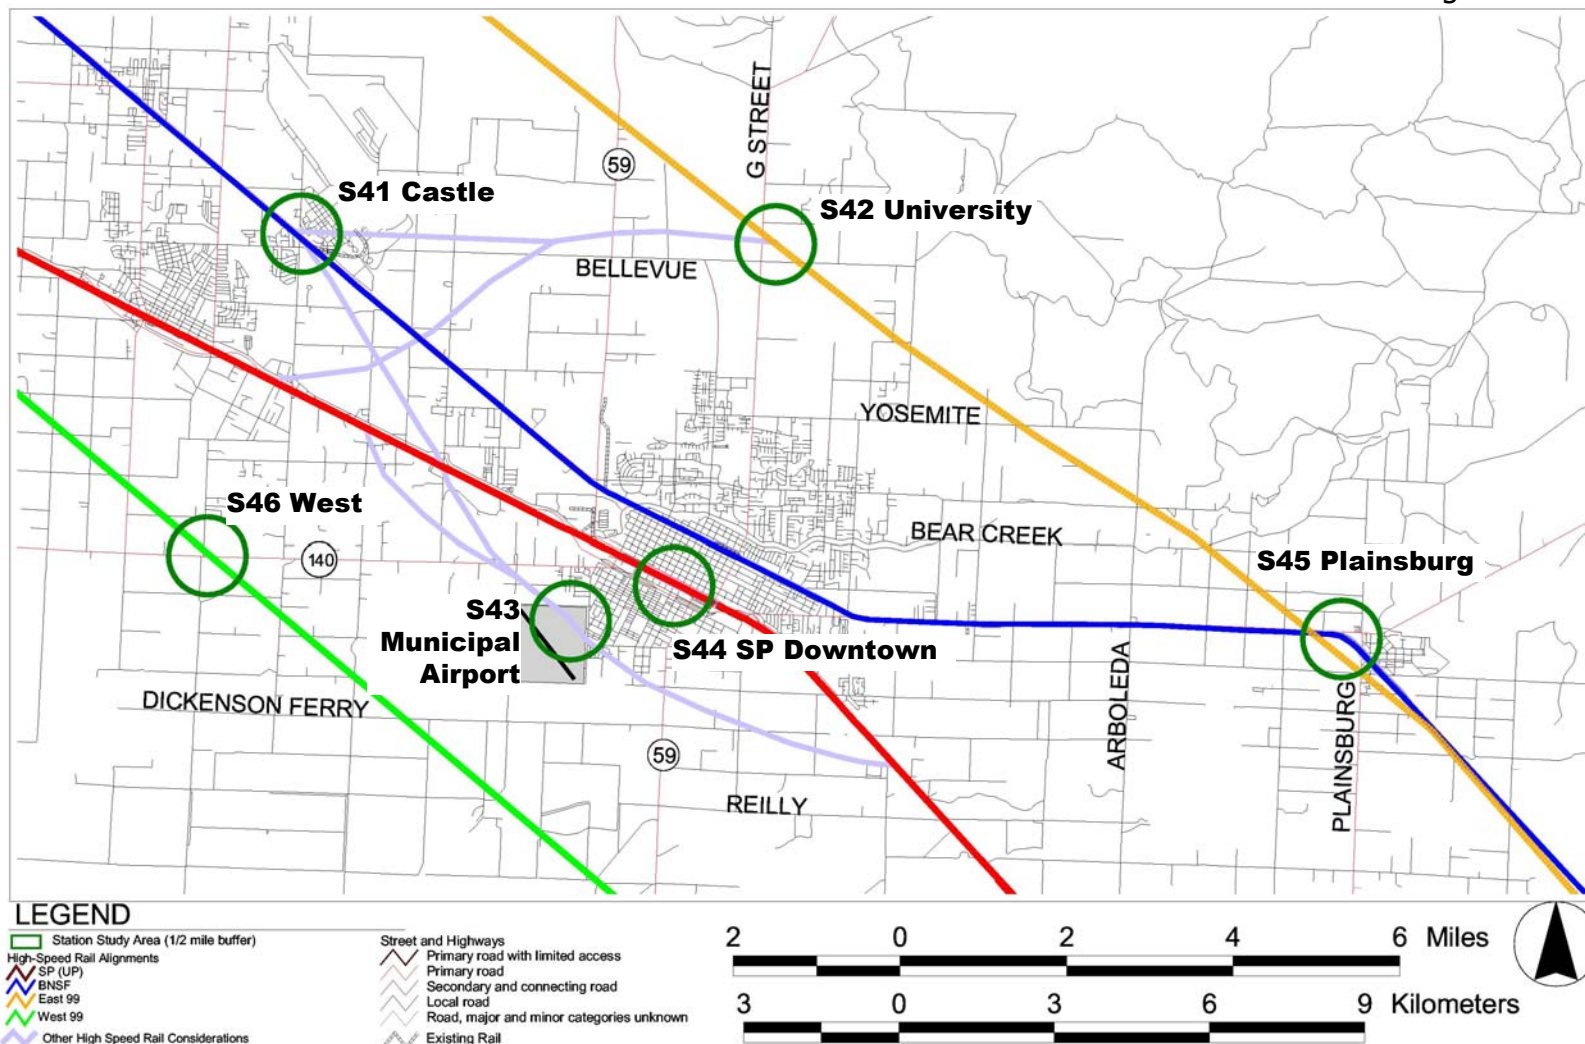 59
G STREET
S41 Castle
S42 University
BELLEVUE
YOSEMITE
S46 West
BEAR CREEK
140
S45 Plainsburg
S43
Municipal
Airport
S44 SP Downtown
DICKENSON FERRY
ARBOLEDA
PLAINSBURG
59
REILLY
LEGEND
Station Study Area (1/2 mile buffer)
High-Speed Rail Alignments
SP (UP)
BNSF
East 99
West 99
Other High Speed Rail Considerations
Street and Highways
Primary road with limited access
Primary road
Secondary and connecting road
Local road
Road, major and minor categories unknown
Existing Rail
2 0 2 4 6 Miles
3 0 3 6 9 Kilometers